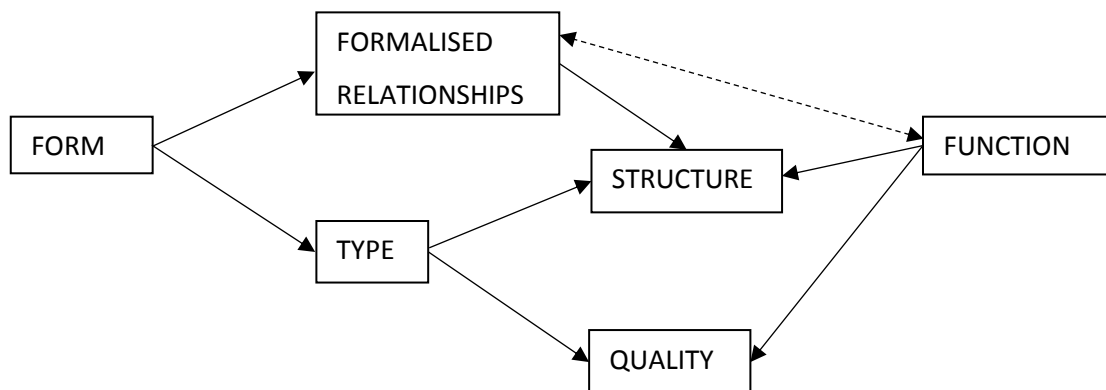 FORMALISED
RELATIONSHIPS
FORM
FUNCTION
STRUCTURE
TYPE
QUALITY